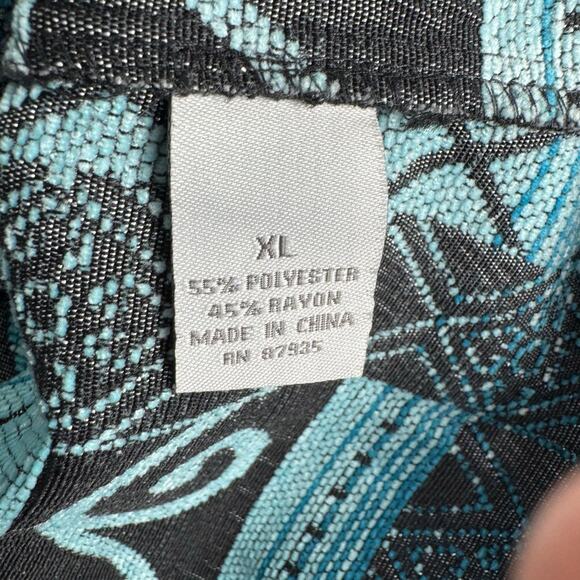 XL
55% POLYESTER
45% RAYON
MADE IN CHINA
RN 87935